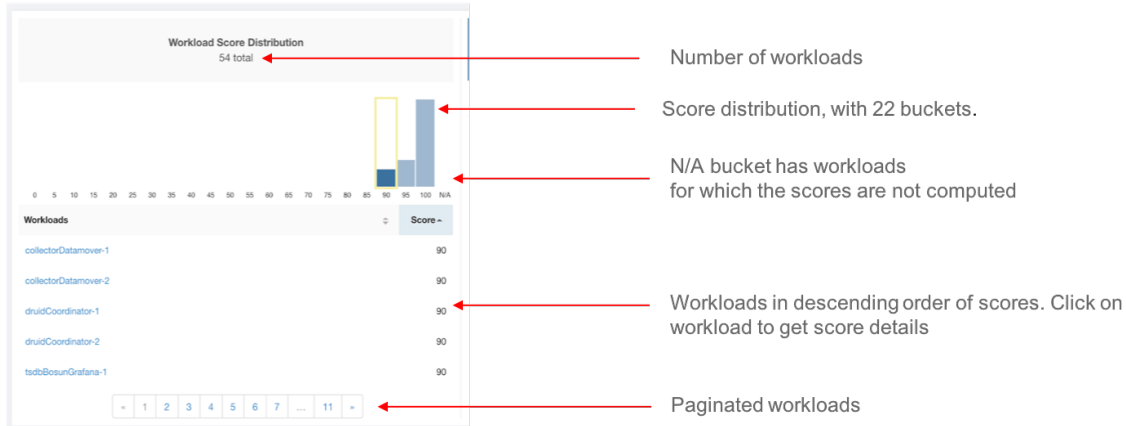 Workload Score Distribution
54 total
Number of workloads
Score distribution, with 22 buckets.
N/A bucket has workloads
for which the scores are not computed
0 5 10 15 20 25 30 35 40 45 50 55 60 65 70 75 80 85 90 95 100 N/A
Workloads Score
collectorDatamover-1 90
collectorDatamover-2 90
druidCoordinator-1 90
Workloads in descending order of scores. Click on
workload to get score details
druidCoordinator-2 90
tsdbBosunGrafana-1 90
« 1 2 3 4 5 6 7 ... 11 »
Paginated workloads